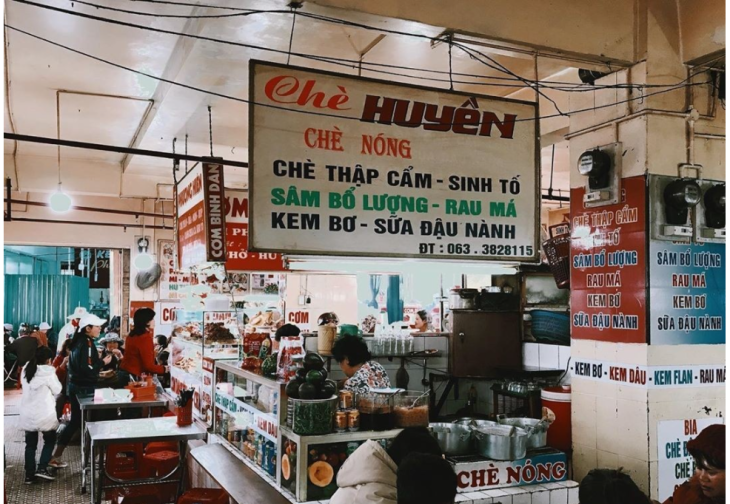 Chè HUYỀN
CHÈ NÓNG
CHÈ THẬP CẨM - SINH TỐ
SÂM BỔ LƯỢNG - RAU MÁ
KEM BƠ - SỮA ĐẬU NÀNH
ĐT : 063 . 3828115
CƠM BÌNH DÂN
CƠM
CHÈ THẬP CẨM
SINH TỐ
SÂM BỔ LƯỢNG
RAU MÁ
KEM BƠ
SỮA ĐẬU NÀNH
SÂM BỔ LƯỢNG
RAU MÁ
KEM BƠ
SỮA ĐẬU NÀNH
KEM BƠ - KEM DÂU - KEM FLAN - RAU MÁ
BIA
CHÈ NÓNG